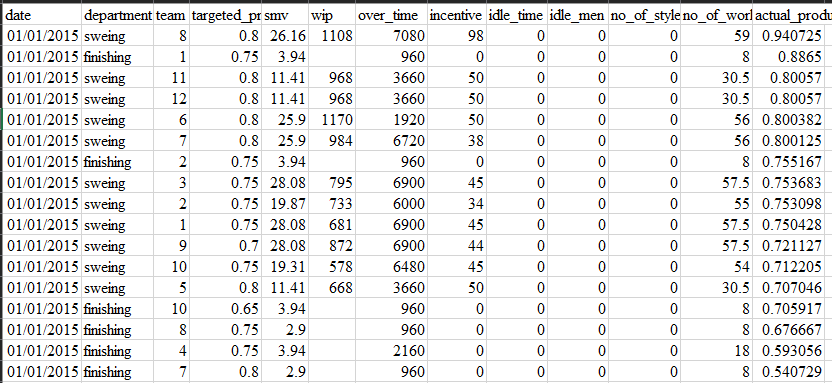 date department team targeted_pr smv wip over_time incentive idle_time idle_men no_of_style no_of_worl actual_produ
01/01/2015 sweing 8 0.8 26.16 1108 7080 98 0 0 0 59 0.940725
01/01/2015 finishing 1 0.75 3.94 960 0 0 0 0 8 0.8865
01/01/2015 sweing 11 0.8 11.41 968 3660 50 0 0 0 30.5 0.80057
01/01/2015 sweing 12 0.8 11.41 968 3660 50 0 0 0 30.5 0.80057
01/01/2015 sweing 6 0.8 25.9 1170 1920 50 0 0 0 56 0.800382
01/01/2015 sweing 7 0.8 25.9 984 6720 38 0 0 0 56 0.800125
01/01/2015 finishing 2 0.75 3.94 960 0 0 0 0 8 0.755167
01/01/2015 sweing 3 0.75 28.08 795 6900 45 0 0 0 57.5 0.753683
01/01/2015 sweing 2 0.75 19.87 733 6000 34 0 0 0 55 0.753098
01/01/2015 sweing 1 0.75 28.08 681 6900 45 0 0 0 57.5 0.750428
01/01/2015 sweing 9 0.7 28.08 872 6900 44 0 0 0 57.5 0.721127
01/01/2015 sweing 10 0.75 19.31 578 6480 45 0 0 0 54 0.712205
01/01/2015 sweing 5 0.8 11.41 668 3660 50 0 0 0 30.5 0.707046
01/01/2015 finishing 10 0.65 3.94 960 0 0 0 0 8 0.705917
01/01/2015 finishing 8 0.75 2.9 960 0 0 0 0 8 0.676667
01/01/2015 finishing 4 0.75 3.94 2160 0 0 0 0 18 0.593056
01/01/2015 finishing 7 0.8 2.9 960 0 0 0 0 8 0.540729